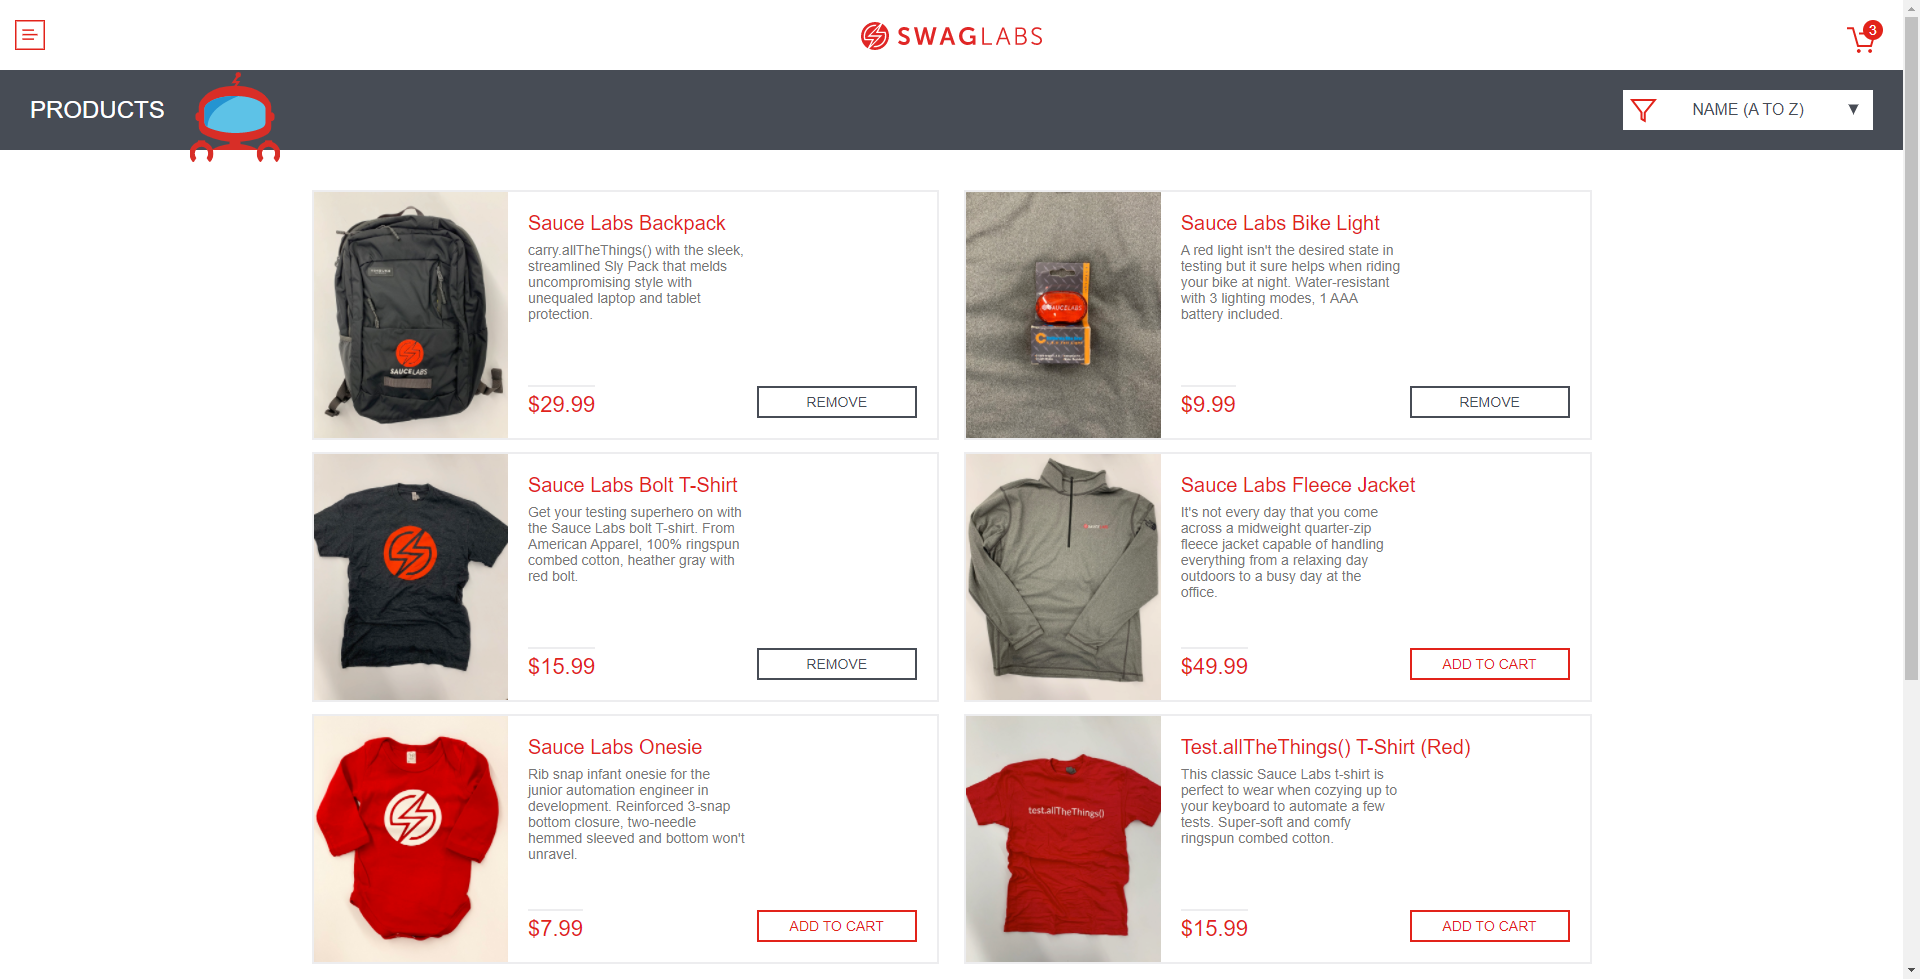 SWAGLABS
3
PRODUCTS
NAME (A TO Z)
Sauce Labs Backpack
carry.allTheThings() with the sleek,
streamlined Sly Pack that melds
uncompromising style with
unequaled laptop and tablet
protection.
$29.99
REMOVE
SAUCELABS
Sauce Labs Bike Light
A red light isn't the desired state in
testing but it sure helps when riding
your bike at night. Water-resistant
with 3 lighting modes, 1 AAA
battery included.
$9.99
REMOVE
SAUCELABS
Sauce Labs Bolt T-Shirt
Get your testing superhero on with
the Sauce Labs bolt T-shirt. From
American Apparel, 100% ringspun
combed cotton, heather gray with
red bolt.
$15.99
REMOVE
Sauce Labs Fleece Jacket
It's not every day that you come
across a midweight quarter-zip
fleece jacket capable of handling
everything from a relaxing day
outdoors to a busy day at the
office.
$49.99
ADD TO CART
Sauce Labs Onesie
Rib snap infant onesie for the
junior automation engineer in
development. Reinforced 3-snap
bottom closure, two-needle
hemmed sleeved and bottom won't
unravel.
$7.99
ADD TO CART
test.allTheThings()
Test.allTheThings() T-Shirt (Red)
This classic Sauce Labs t-shirt is
perfect to wear when cozying up to
your keyboard to automate a few
tests. Super-soft and comfy
ringspun combed cotton.
$15.99
ADD TO CART